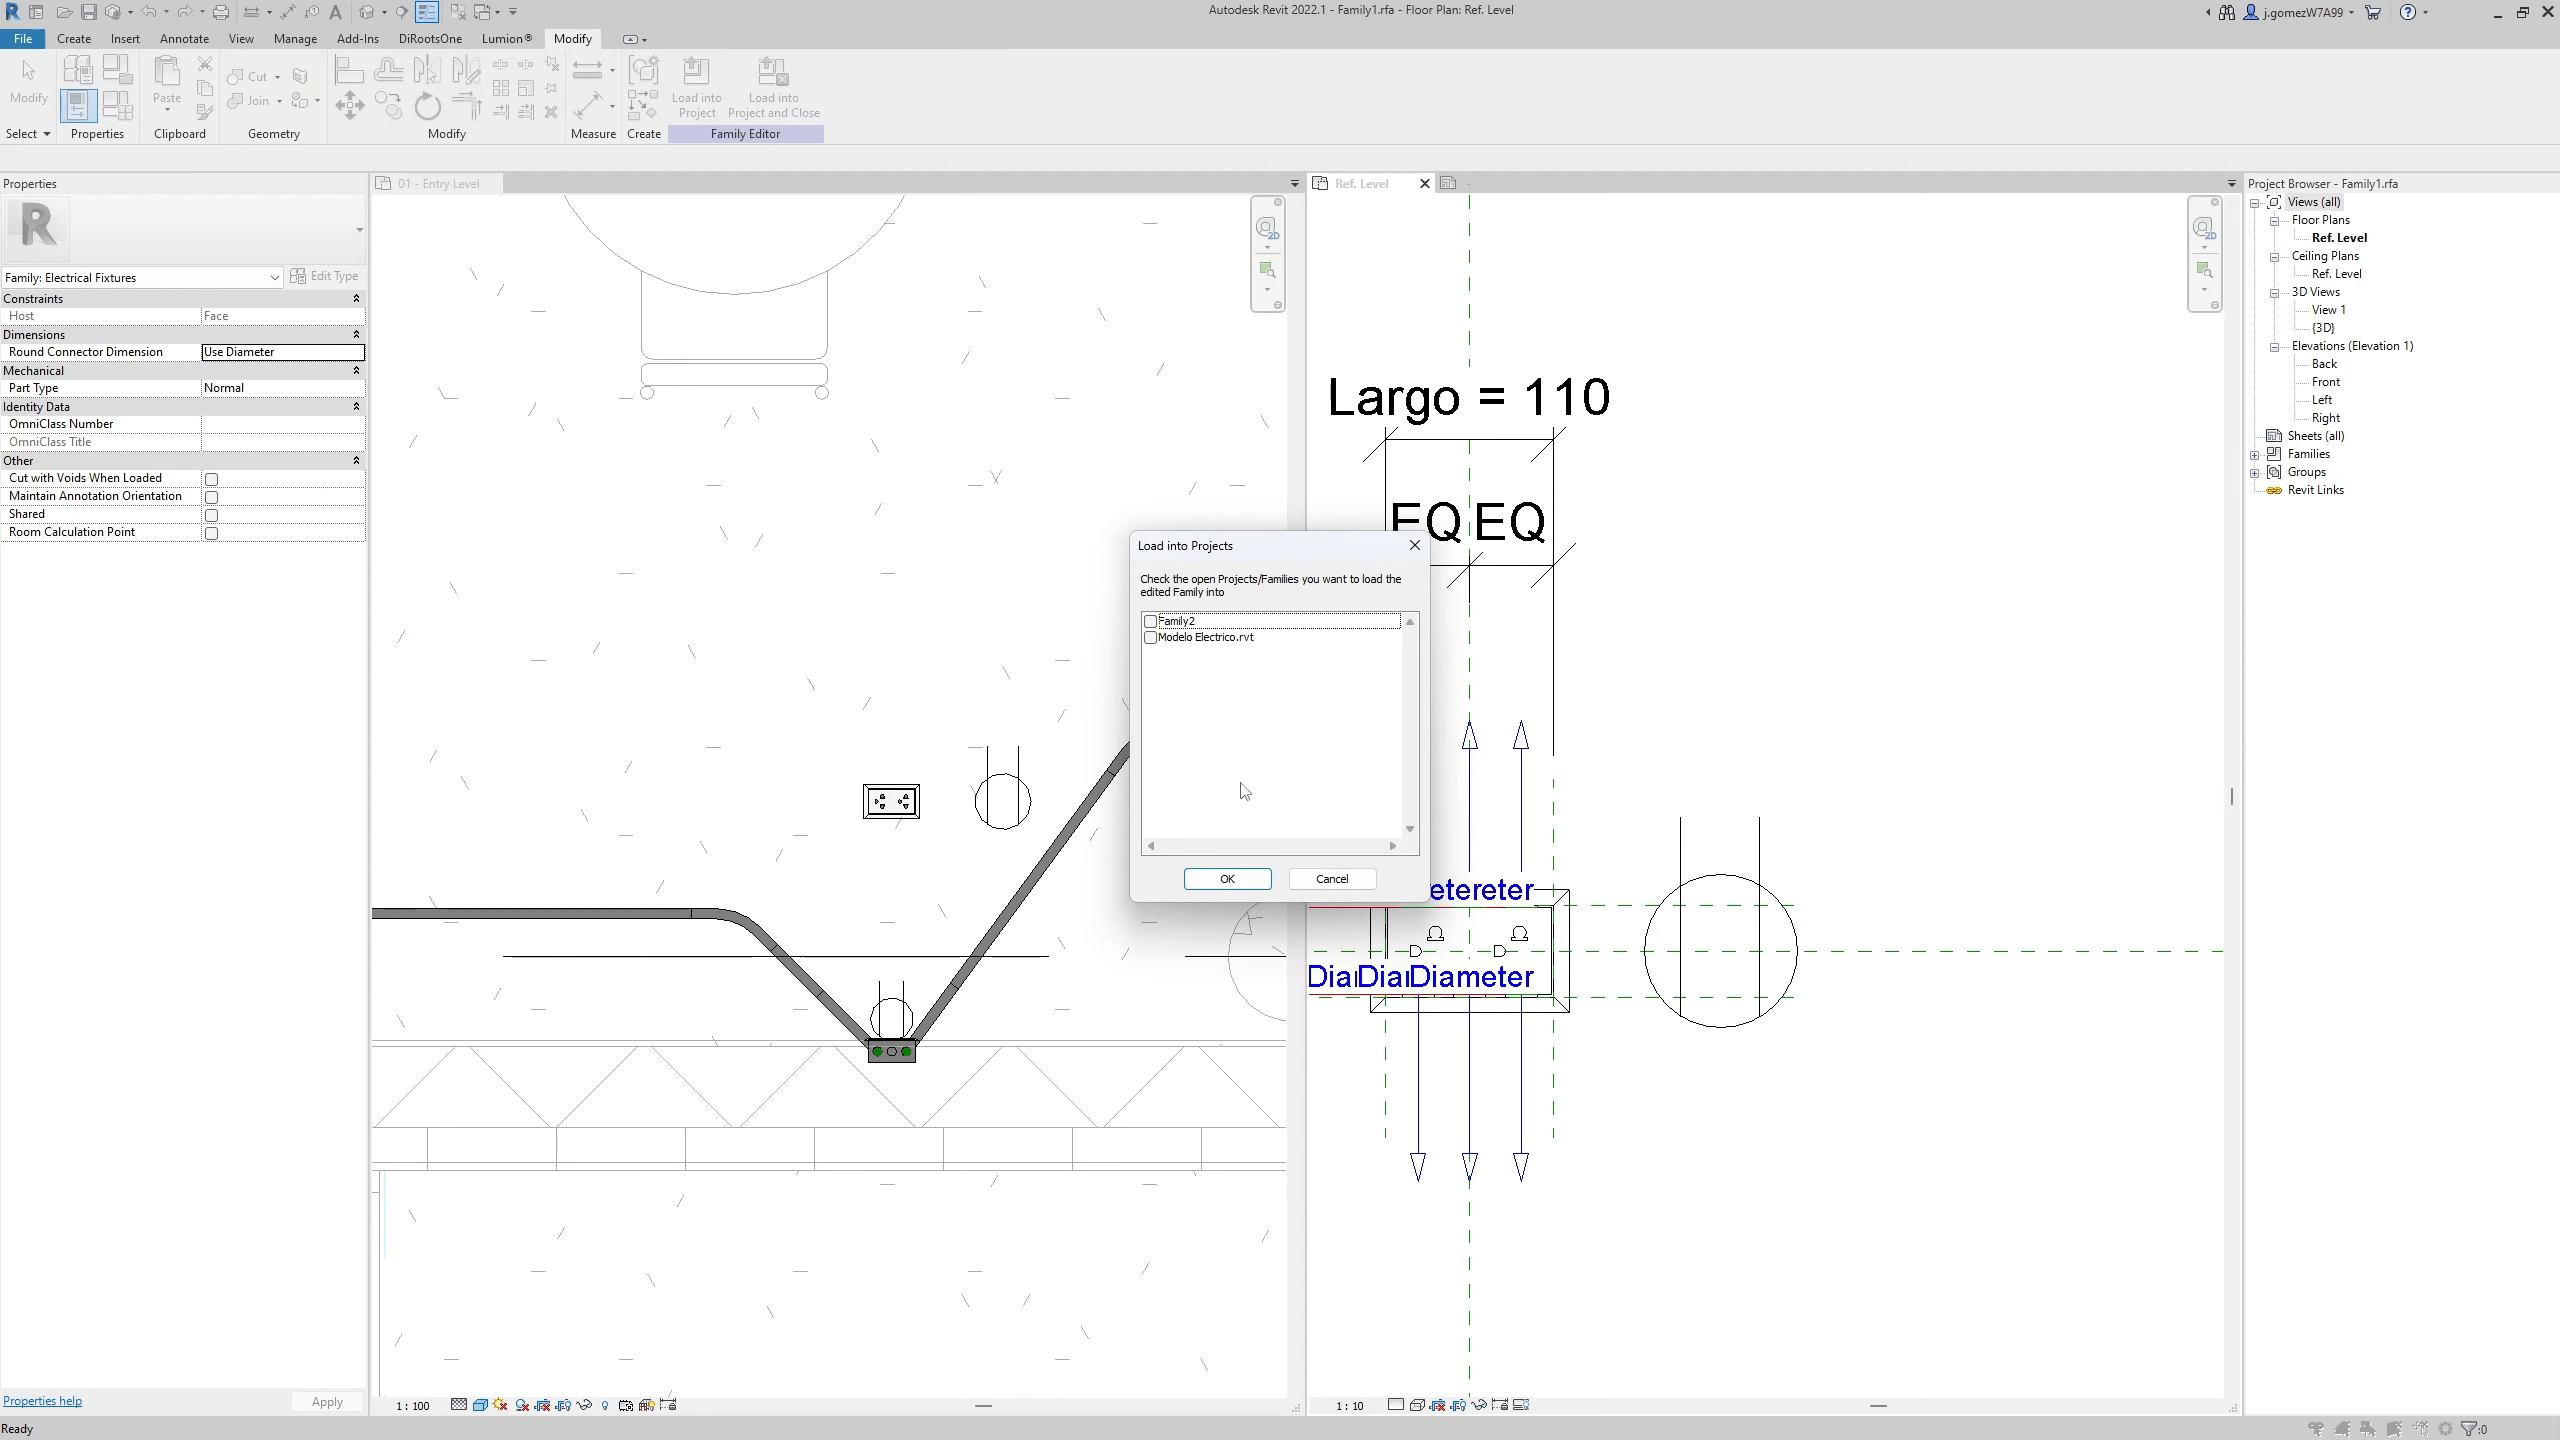 Autodesk Revit 2022.1 - Family1.rfa - Floor Plan: Ref. Level
j.gomezW7A99
File Create Insert Annotate View Manage Add-Ins DiRootsOne Lumion® Modify
Modify
Paste
Cut
Join
Load into Project
Load into Project and Close
Select Properties Clipboard Geometry Modify Measure Create Family Editor
Properties
Family: Electrical Fixtures
Edit Type
Constraints
Host Face
Dimensions
Round Connector Dimension Use Diameter
Mechanical
Part Type Normal
Identity Data
OmniClass Number
OmniClass Title
Other
Cut with Voids When Loaded
Maintain Annotation Orientation
Shared
Room Calculation Point
Properties help
Apply
Ready
01 - Entry Level
1 : 100
Ref. Level
Largo = 110
EQ EQ
etereter
DiaDiaDiameter
1 : 10
Load into Projects
Check the open Projects/Families you want to load the
edited Family into
Family2
Modelo Electrico.rvt
OK
Cancel
Project Browser - Family1.rfa
Views (all)
Floor Plans
Ref. Level
Ceiling Plans
Ref. Level
3D Views
View 1
{3D}
Elevations (Elevation 1)
Back
Front
Left
Right
Sheets (all)
Families
Groups
Revit Links
:0